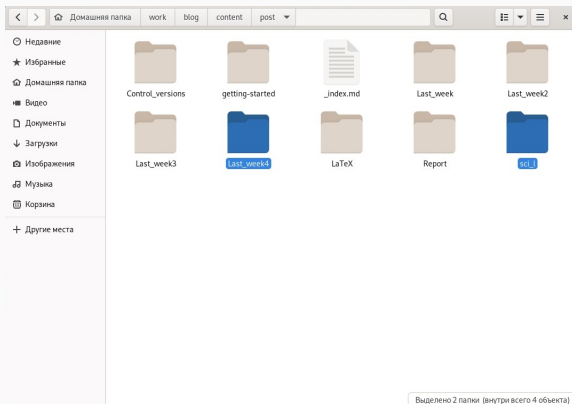 Домашняя папка work blog content post
Недавние
Избранные
Домашняя папка
Видео
Документы
Загрузки
Изображения
Музыка
Корзина
Другие места
Control_versions getting-started _index.md Last_week Last_week2
Last_week3 Last_week4 LaTeX Report sci_l
Выделено 2 папки (внутри всего 4 объекта)